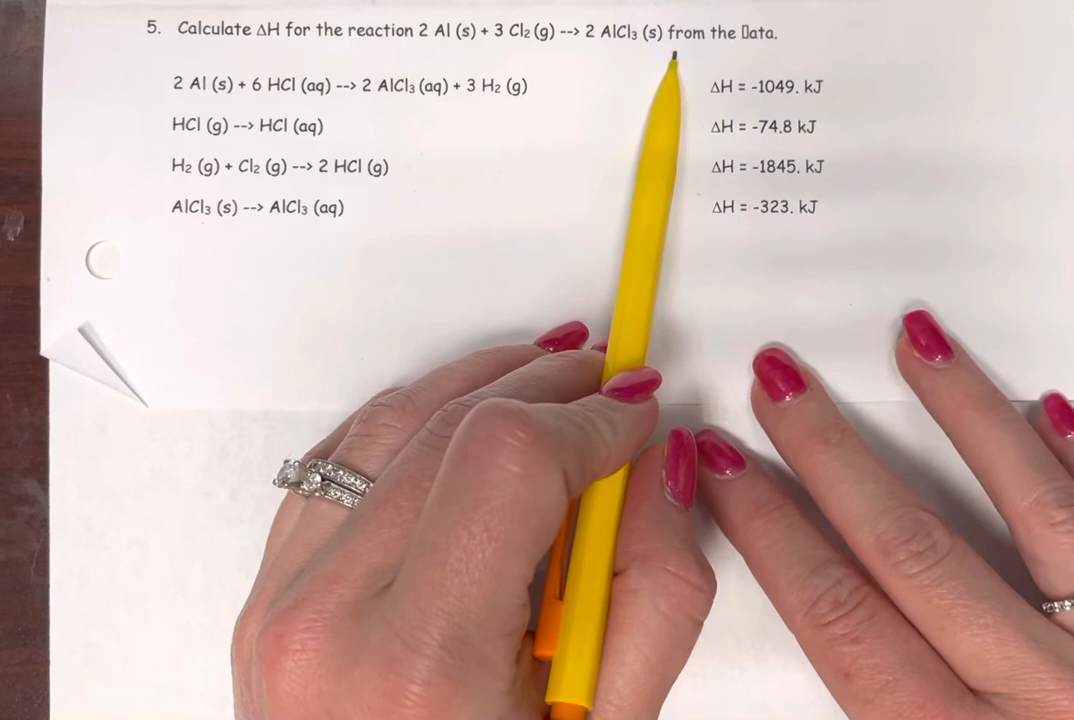 5. Calculate ΔH for the reaction 2 Al (s) + 3 Cl₂ (g) --> 2 AlCl₃ (s) from the ata.
2 Al (s) + 6 HCl (aq) --> 2 AlCl₃ (aq) + 3 H₂ (g) ΔH = -1049. kJ
HCl (g) --> HCl (aq) ΔH = -74.8 kJ
H₂ (g) + Cl₂ (g) --> 2 HCl (g) ΔH = -1845. kJ
AlCl₃ (s) --> AlCl₃ (aq) ΔH = -323. kJ